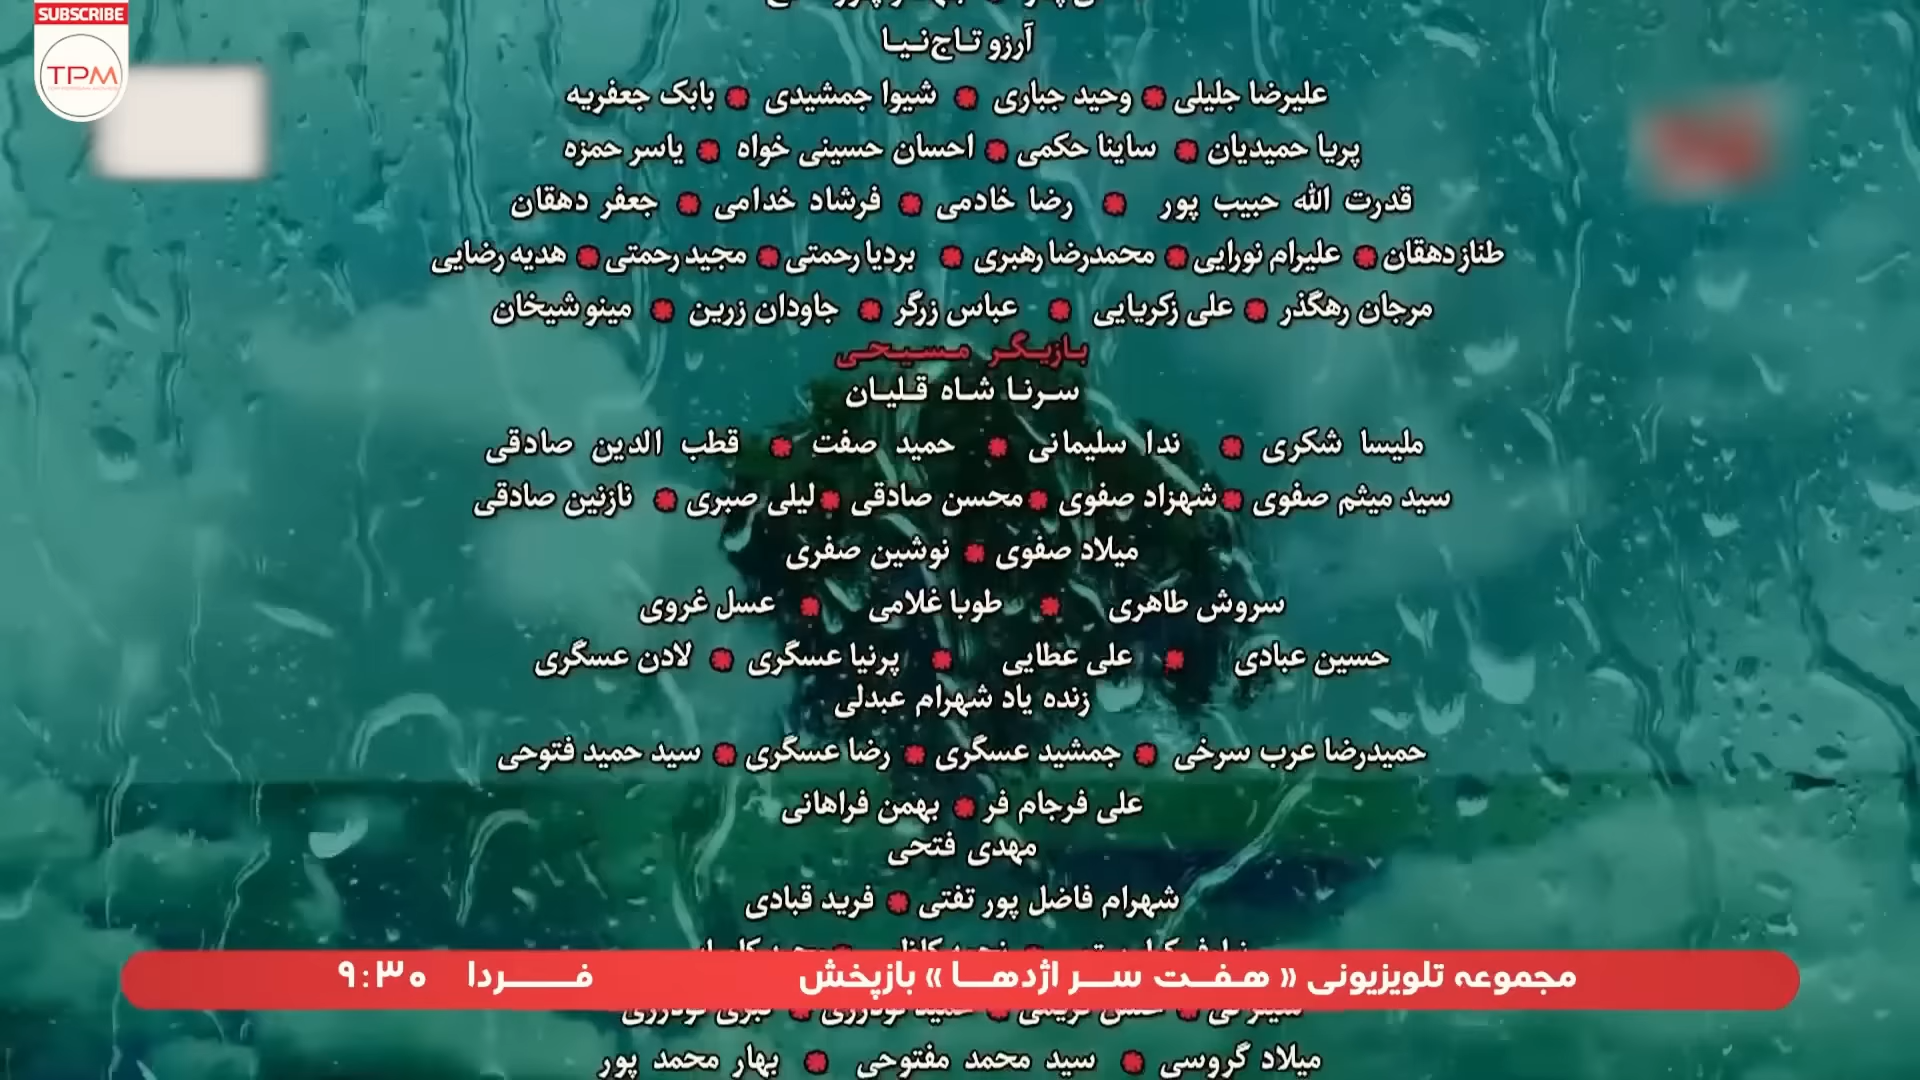 SUBSCRIBE
TPM
آرزو تاج‌نیا
علیرضا جلیلی * وحید جباری * شیوا جمشیدی * بابک جعفریه
پریا حمیدیان * ساینا حکمی * احسان حسینی خواه * یاسر حمزه
قدرت الله حبیب پور * رضا خادمی * فرشاد خدامی * جعفر دهقان
طناز دهقان * علیرام نورایی * محمدرضا رهبری * بردیا رحمتی * مجید رحمتی * هدیه رضایی
مرجان رهگذر * علی زکریایی * عباس زرگر * جاودان زرین * مینو شیخان
بازیگر مسیحی
سرنا شاه قلیان
ملیسا شکری * ندا سلیمانی * حمید صفت * قطب الدین صادقی
سید میثم صفوی * شهزاد صفوی * محسن صادقی * لیلی صبری * نازنین صادقی
میلاد صفوی * نوشین صفری
سروش طاهری * طوبا غلامی * عسل غروی
حسین عبادی * علی عطایی * پرنیا عسگری * لادن عسگری
زنده یاد شهرام عبدلی
حمیدرضا عرب سرخی * جمشید عسگری * رضا عسگری * سید حمید فتوحی
علی فرجام فر * بهمن فراهانی
مهدی فتحی
شهرام فاضل پور تفتی * فرید قبادی
مجموعه تلویزیونی « هفت سر اژدها » بازپخش فردا ۹:۳۰
میلاد گروسی * سید محمد مفتوحی * بهار محمد پور